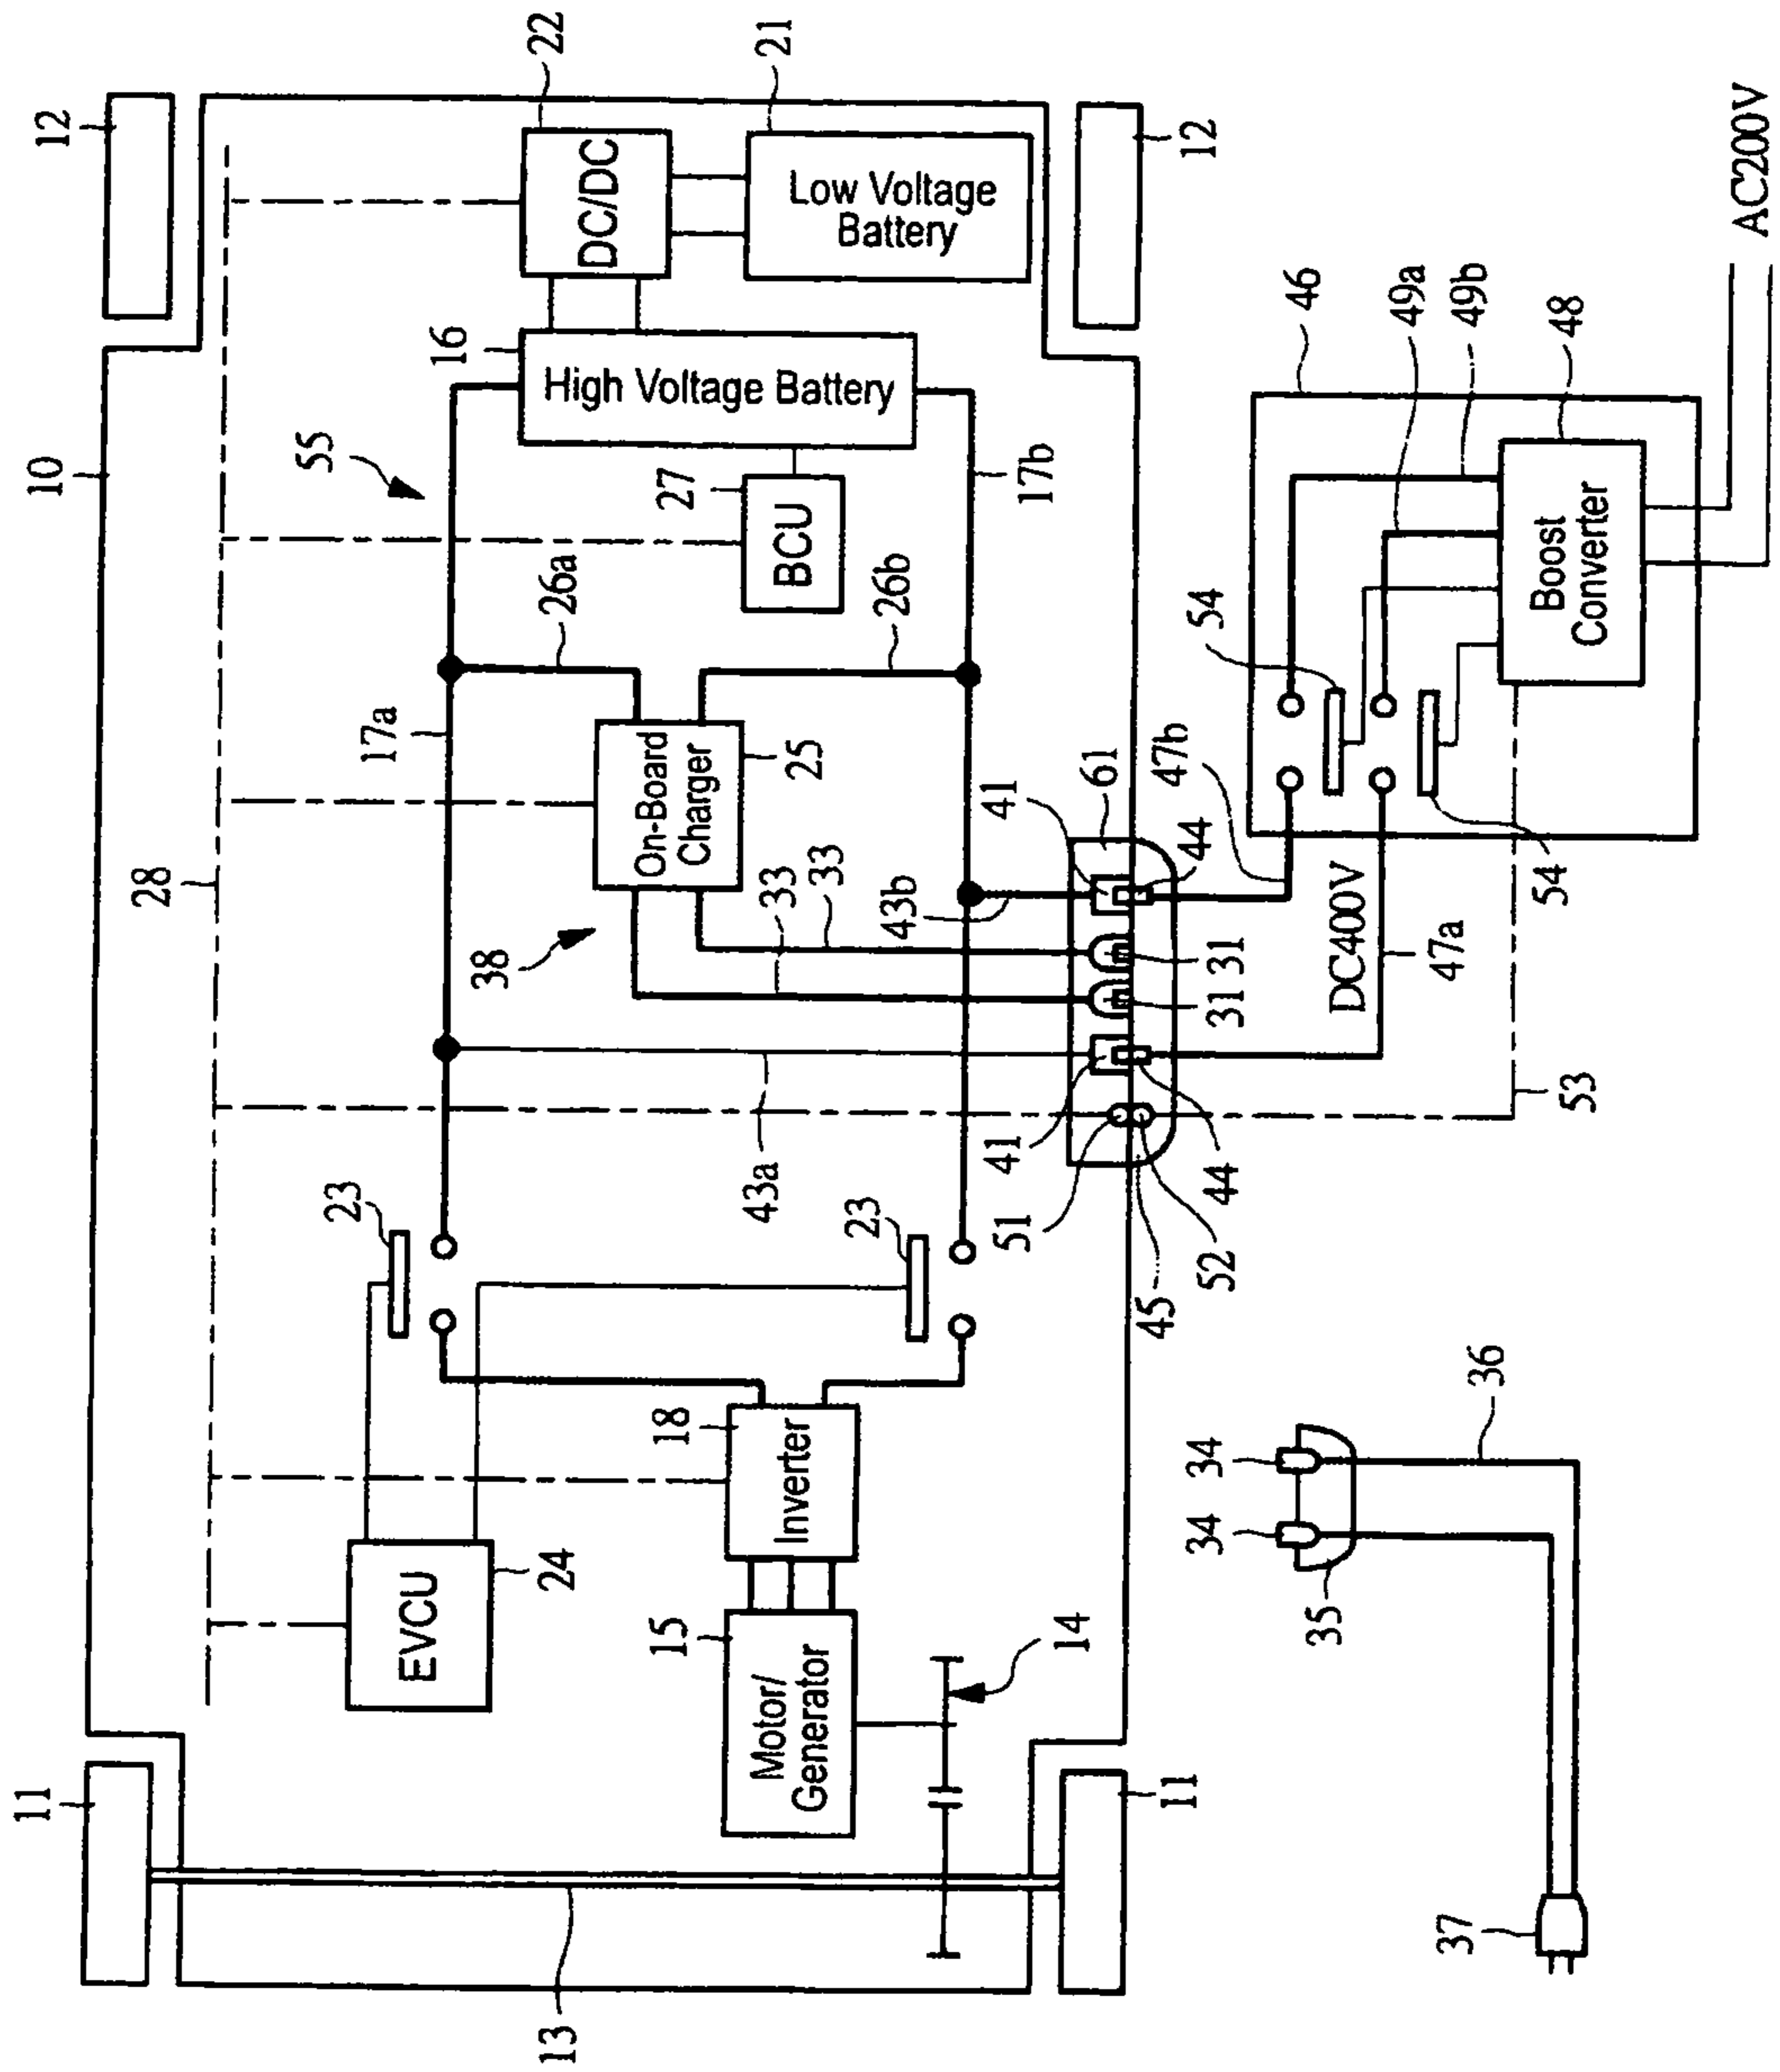 11
10
12
13
EVCU
24
28
23
17a
55
16
High Voltage Battery
22
DC/DC
21
Low Voltage
Battery
15
Motor/
Generator
18
Inverter
23
43a
38
33
33
On-Board
Charger
25
26a
26b
27
BCU
17b
14
11
51
41
52
45
44
31
31
43b
41
61
44
12
34
34
35
36
37
53
47a
DC400V
47b
54
54
46
49a
49b
48
Boost
Converter
AC200V